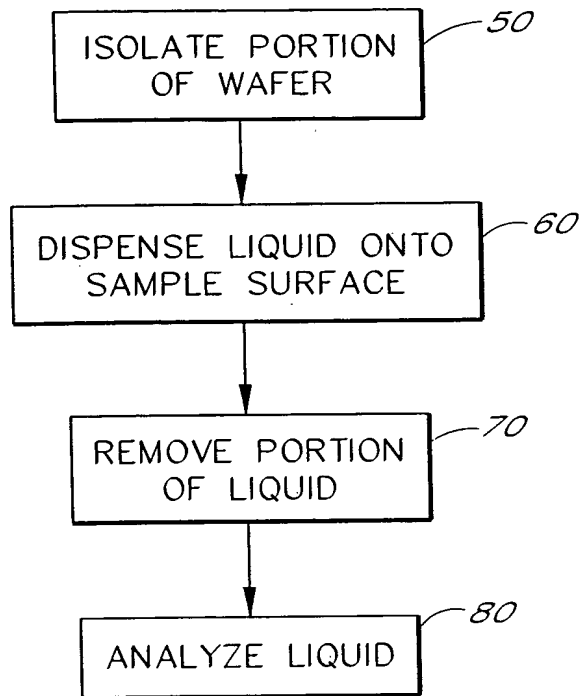 50
ISOLATE PORTION
OF WAFER
60
DISPENSE LIQUID ONTO
SAMPLE SURFACE
70
REMOVE PORTION
OF LIQUID
80
ANALYZE LIQUID